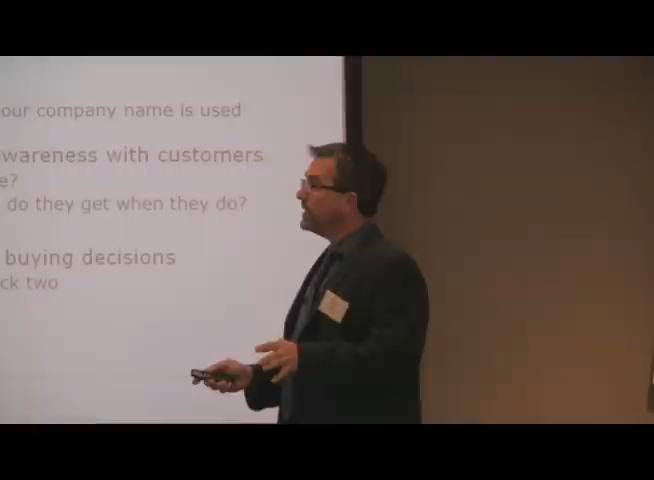 our company name is used
wareness with customers
e?
do they get when they do?
buying decisions
ck two